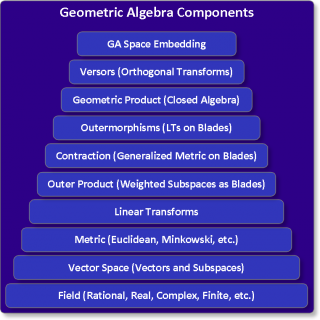 Geometric Algebra Components
GA Space Embedding
Versors (Orthogonal Transforms)
Geometric Product (Closed Algebra)
Outermorphisms (LTs on Blades)
Contraction (Generalized Metric on Blades)
Outer Product (Weighted Subspaces as Blades)
Linear Transforms
Metric (Euclidean, Minkowski, etc.)
Vector Space (Vectors and Subspaces)
Field (Rational, Real, Complex, Finite, etc.)